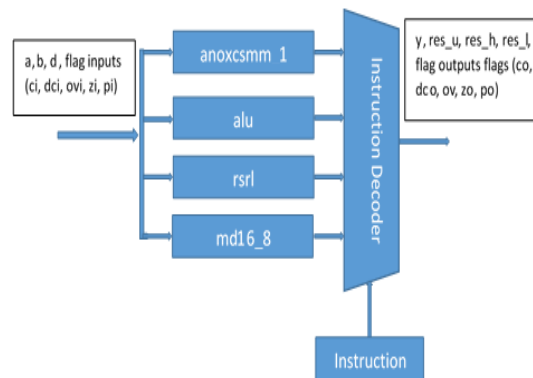 a, b, d , flag inputs
(ci, dci, ovi, zi, pi)
anoxcsmm_1
alu
rsrl
md16_8
Instruction Decoder
y, res_u, res_h, res_l,
flag outputs flags (co,
dco, ov, zo, po)
Instruction